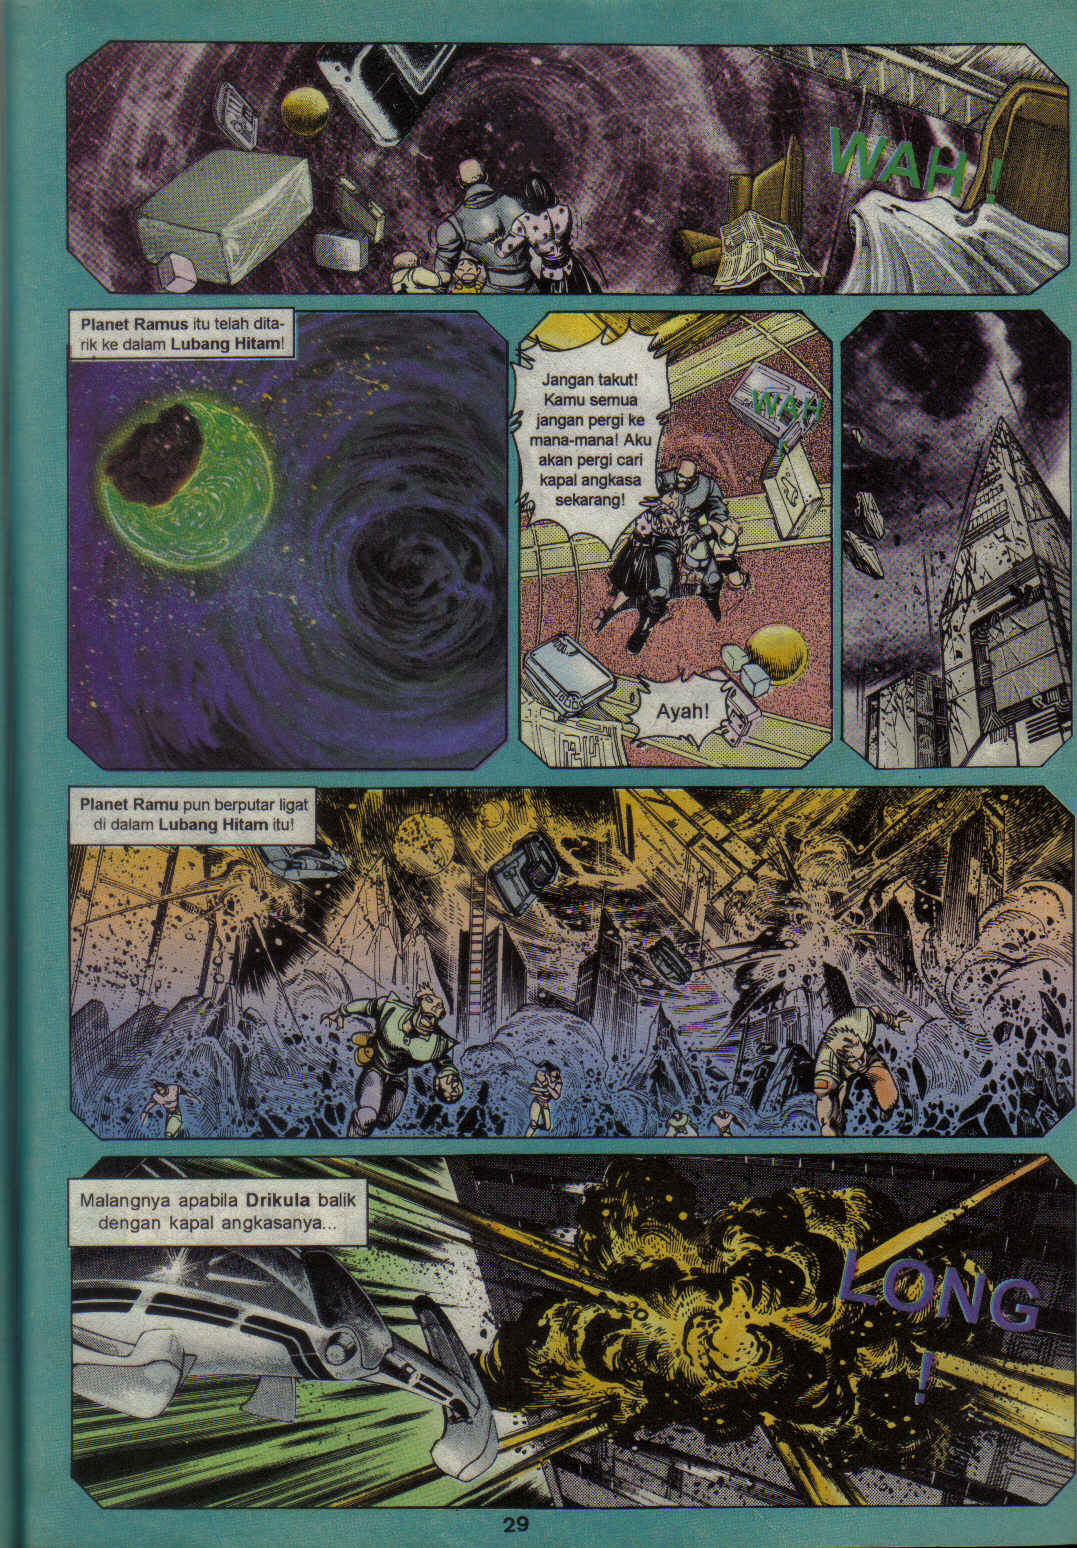 WAH!
Planet Ramus itu telah dita-
rik ke dalam Lubang Hitam!
Jangan takut!
Kamu semua
jangan pergi ke
mana-mana! Aku
akan pergi cari
kapal angkasa
sekarang!
WAH
!
Ayah!
Planet Ramu pun berputar ligat
di dalam Lubang Hitam itu!
Malangnya apabila Drikula balik
dengan kapal angkasanya...
LONG
!
29